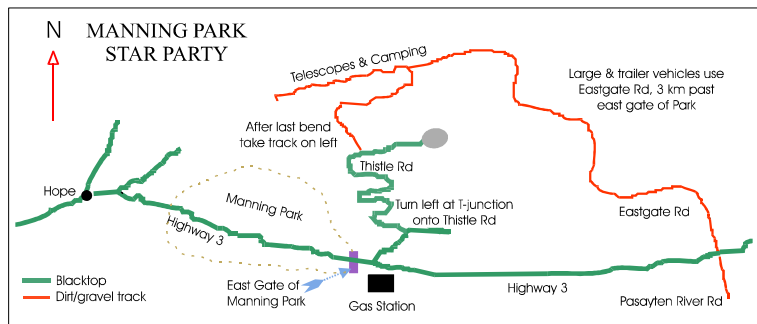 N
MANNING PARK
STAR PARTY
Telescopes & Camping
Large & trailer vehicles use
Eastgate Rd, 3 km past
east gate of Park
After last bend
take track on left
Thistle Rd
Hope
Manning Park
Turn left at T-junction
onto Thistle Rd
Highway 3
Eastgate Rd
Blacktop
Dirt/gravel track
East Gate of
Manning Park
Gas Station
Highway 3
Pasayten River Rd